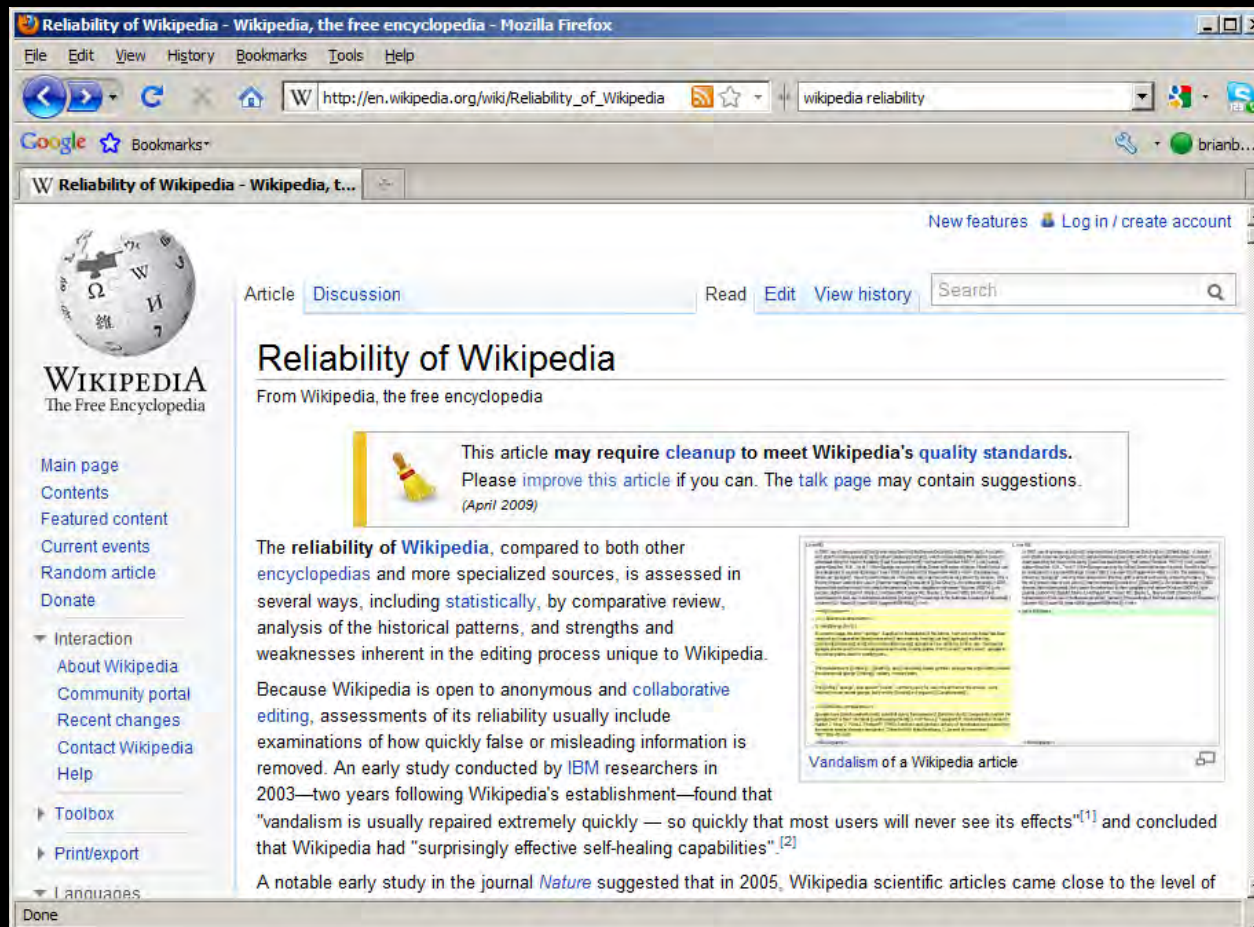 Reliability of Wikipedia - Wikipedia, the free encyclopedia - Mozilla Firefox
File Edit View History Bookmarks Tools Help
W http://en.wikipedia.org/wiki/Reliability_of_Wikipedia wikipedia reliability
Google Bookmarks brianb...
W Reliability of Wikipedia - Wikipedia, t...
New features Log in / create account
Article Discussion Read Edit View history Search
WIKIPEDIA
The Free Encyclopedia
Main page
Contents
Featured content
Current events
Random article
Donate
Interaction
About Wikipedia
Community portal
Recent changes
Contact Wikipedia
Help
Toolbox
Print/export
Languages
Reliability of Wikipedia
From Wikipedia, the free encyclopedia
This article may require cleanup to meet Wikipedia's quality standards.
Please improve this article if you can. The talk page may contain suggestions.
(April 2009)
The reliability of Wikipedia, compared to both other
encyclopedias and more specialized sources, is assessed in
several ways, including statistically, by comparative review,
analysis of the historical patterns, and strengths and
weaknesses inherent in the editing process unique to Wikipedia.
Because Wikipedia is open to anonymous and collaborative
editing, assessments of its reliability usually include
examinations of how quickly false or misleading information is
removed. An early study conducted by IBM researchers in
2003—two years following Wikipedia's establishment—found that
"vandalism is usually repaired extremely quickly — so quickly that most users will never see its effects"[1] and concluded
that Wikipedia had "surprisingly effective self-healing capabilities".[2]
A notable early study in the journal Nature suggested that in 2005, Wikipedia scientific articles came close to the level of
Vandalism of a Wikipedia article
Done